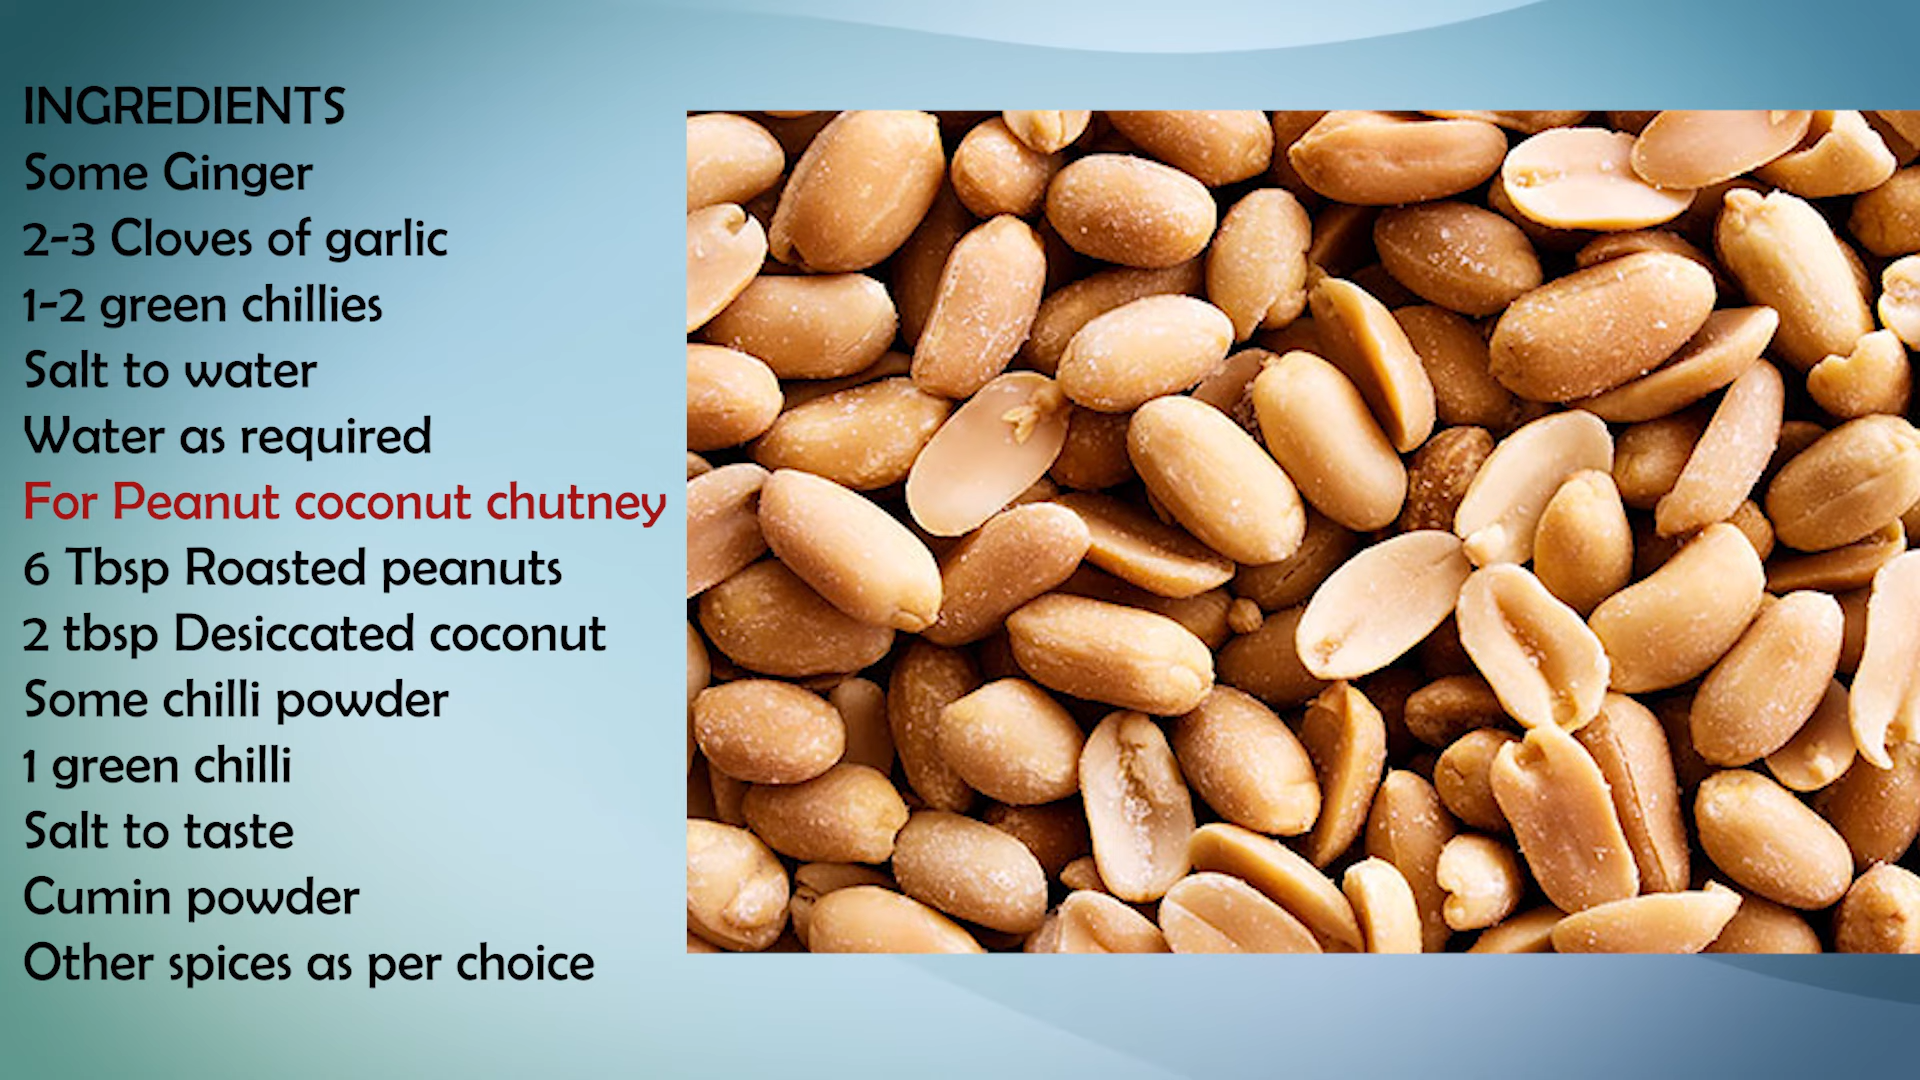 INGREDIENTS
Some Ginger
2-3 Cloves of garlic
1-2 green chillies
Salt to water
Water as required
For Peanut coconut chutney
6 Tbsp Roasted peanuts
2 tbsp Desiccated coconut
Some chilli powder
1 green chilli
Salt to taste
Cumin powder
Other spices as per choice